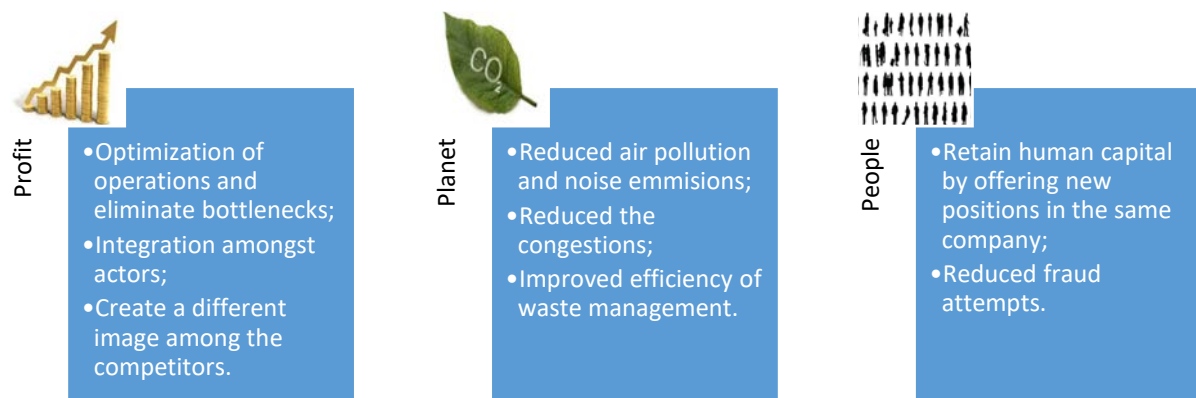 Profit
•Optimization of
operations and
eliminate bottlenecks;
•Integration amongst
actors;
•Create a different
image among the
competitors.
CO2
Planet
•Reduced air pollution
and noise emmisions;
•Reduced the
congestions;
•Improved efficiency of
waste management.
People
•Retain human capital
by offering new
positions in the same
company;
•Reduced fraud
attempts.